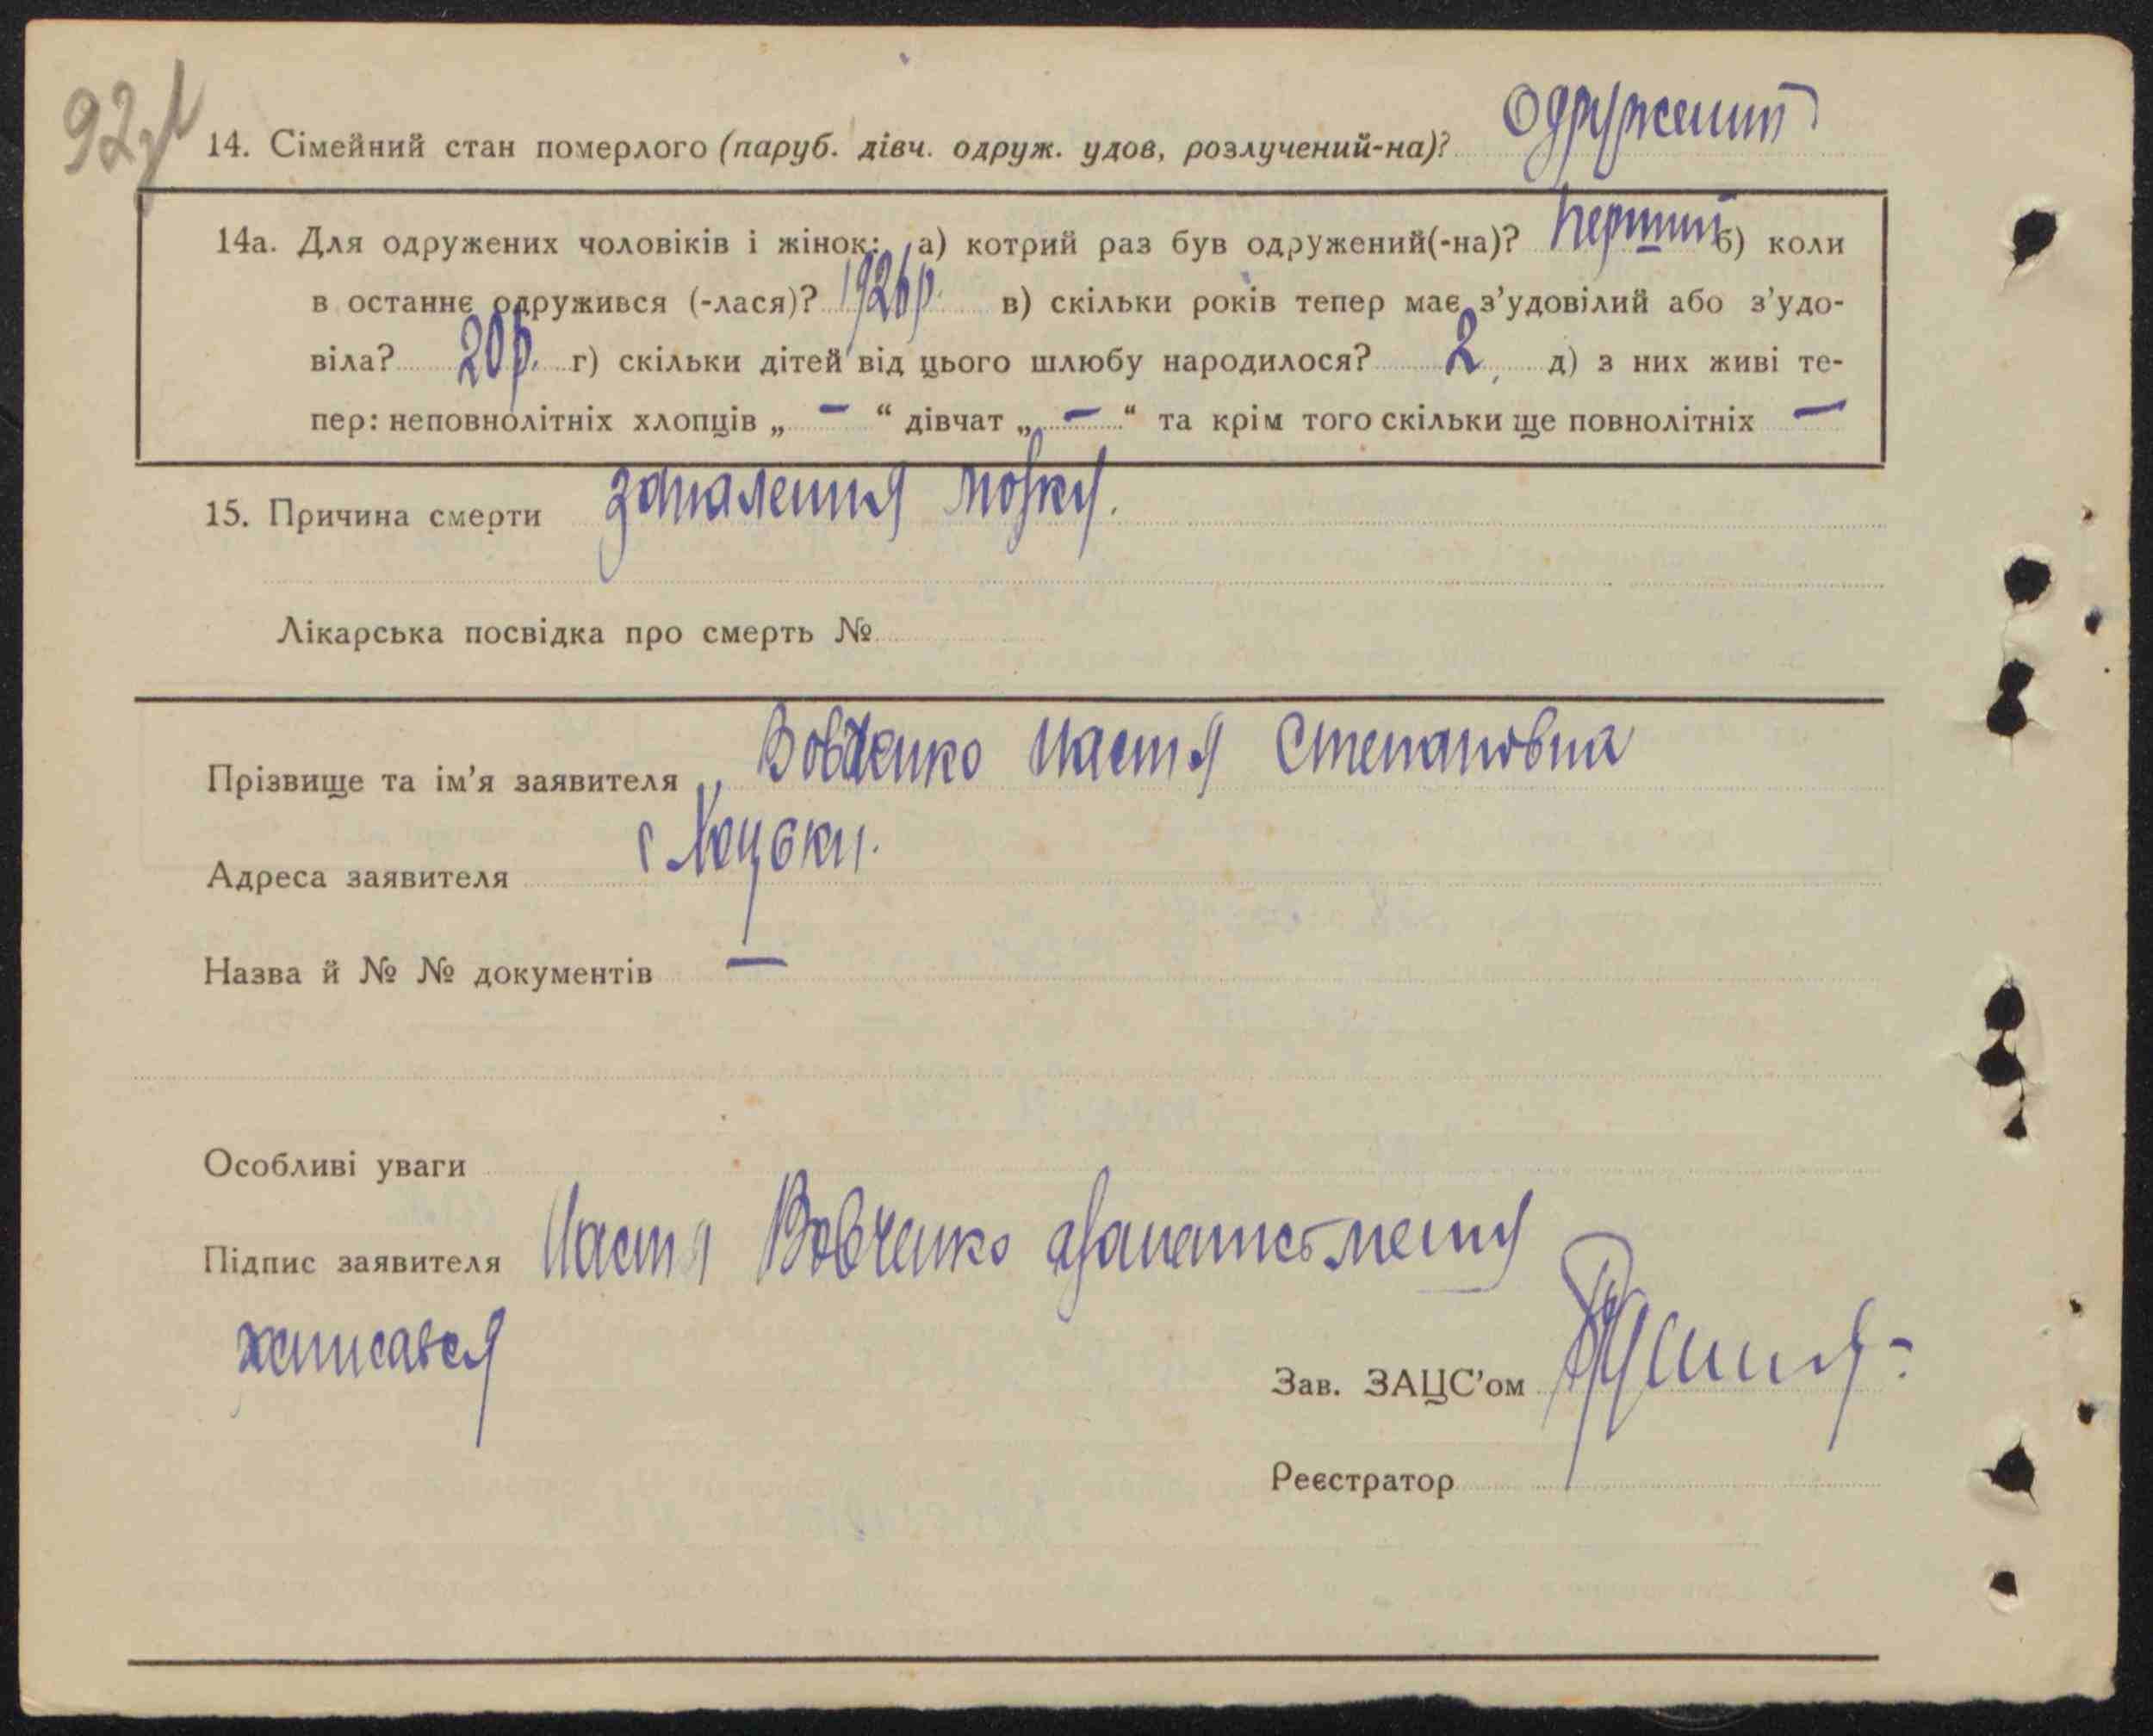 92
14. Сімейний стан померлого (паруб. дівч. одруж. удов, розлучений-на)? Одружений
14а. Для одружених чоловіків і жінок: а) котрий раз був одружений(-на)? Перший б) коли
в останнє одружився (-лася)? 1926р. в) скільки років тепер має з’удовілий або з’удо-
віла? 20р. г) скільки дітей від цього шлюбу народилося? 2 д) з них живі те-
пер: неповнолітніх хлопців „ — “ дівчат „ — “ та крім того скільки ще повнолітніх —
15. Причина смерти запалення мозку.
Лікарська посвідка про смерть №
Прізвище та ім’я заявителя Вовченко Настя Степановна
Адреса заявителя с Хоцьки.
Назва й № № документів —
Особливі уваги
Підпис заявителя Настя Вовченко
Зав. ЗАЦС’ом
Реєстратор